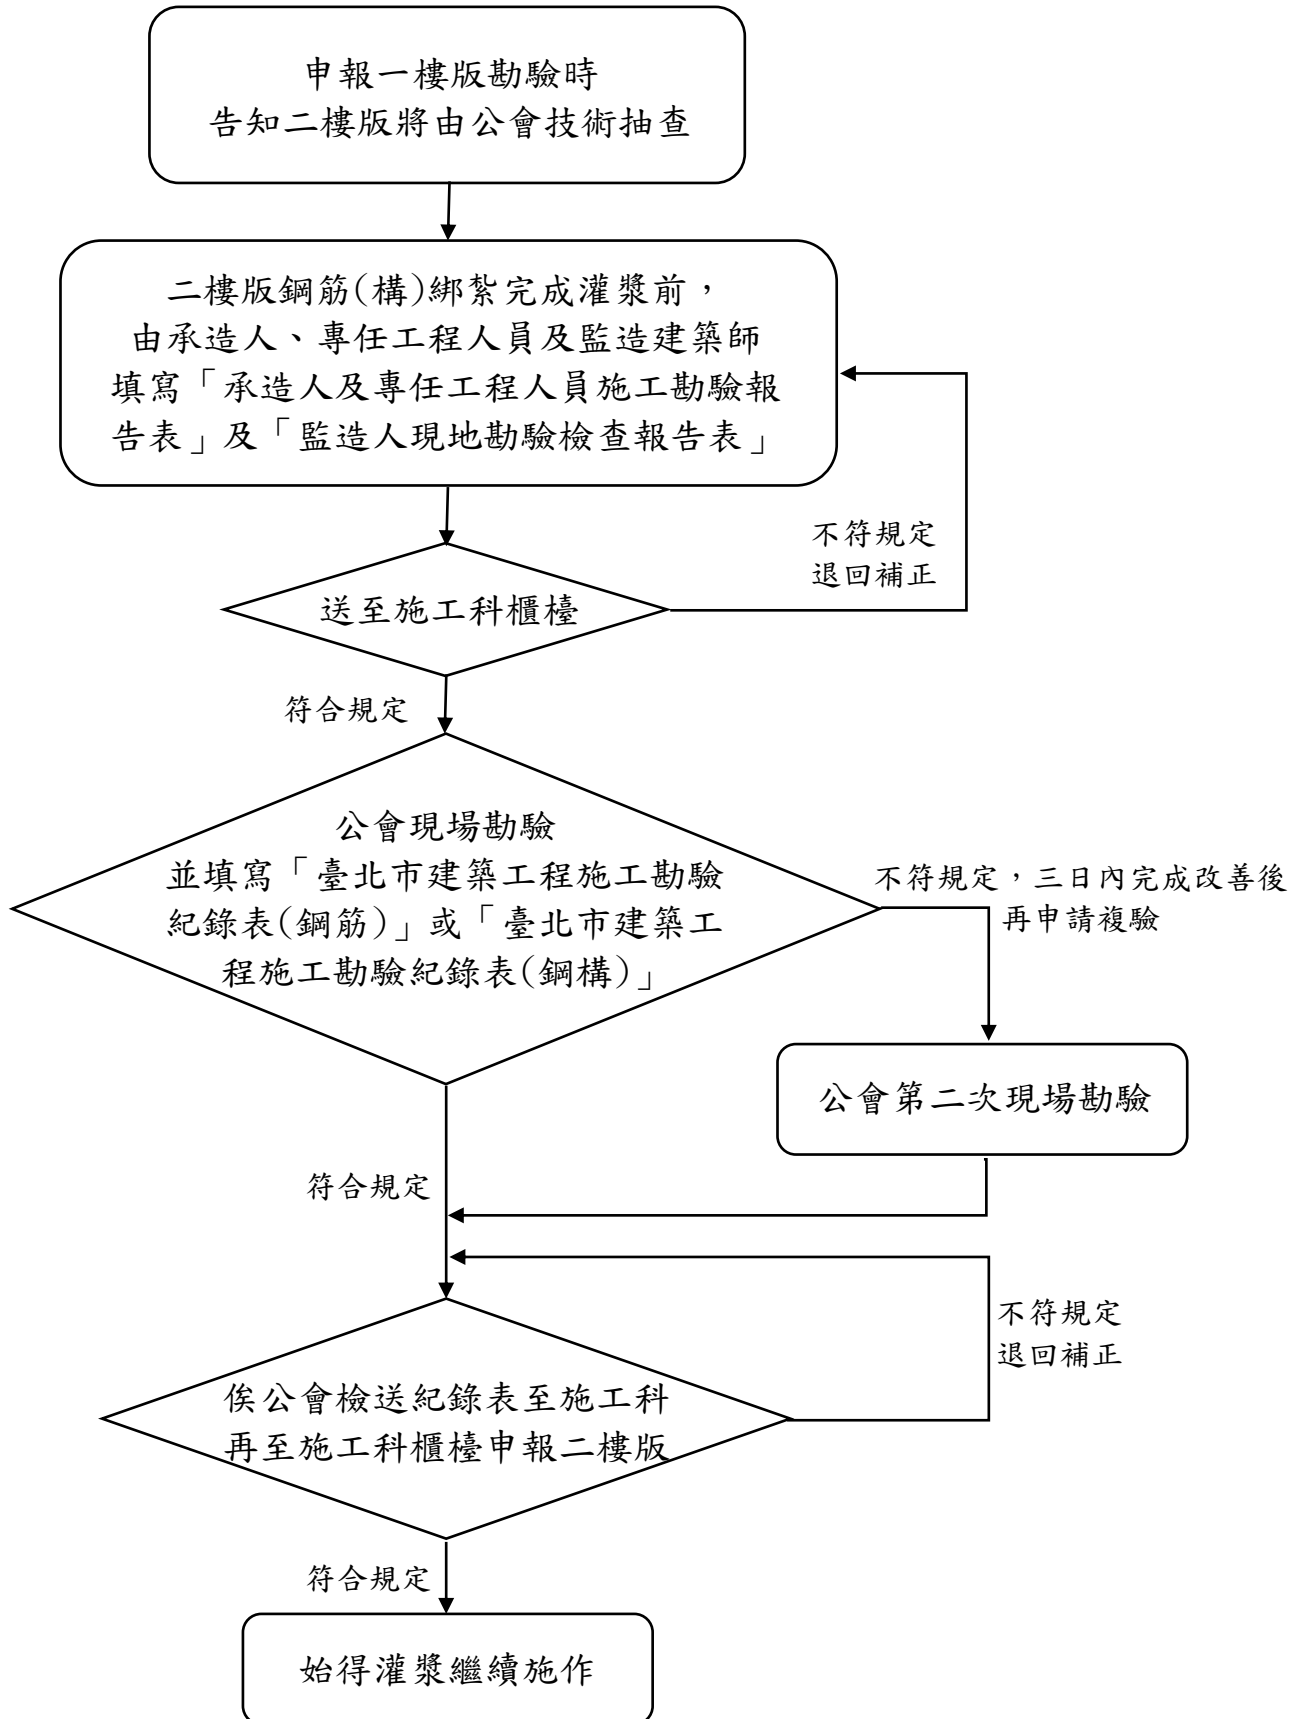 申報一樓版勘驗時
告知二樓版將由公會技術抽查
二樓版鋼筋(構)綁紮完成灌漿前，
由承造人、專任工程人員及監造建築師
填寫「承造人及專任工程人員施工勘驗報
告表」及「監造人現地勘驗檢查報告表」
不符規定
退回補正
送至施工科櫃檯
符合規定
公會現場勘驗
並填寫「臺北市建築工程施工勘驗
紀錄表(鋼筋)」或「臺北市建築工
程施工勘驗紀錄表(鋼構)」
不符規定，三日內完成改善後
再申請複驗
公會第二次現場勘驗
符合規定
不符規定
退回補正
俟公會檢送紀錄表至施工科
再至施工科櫃檯申報二樓版
符合規定
始得灌漿繼續施作